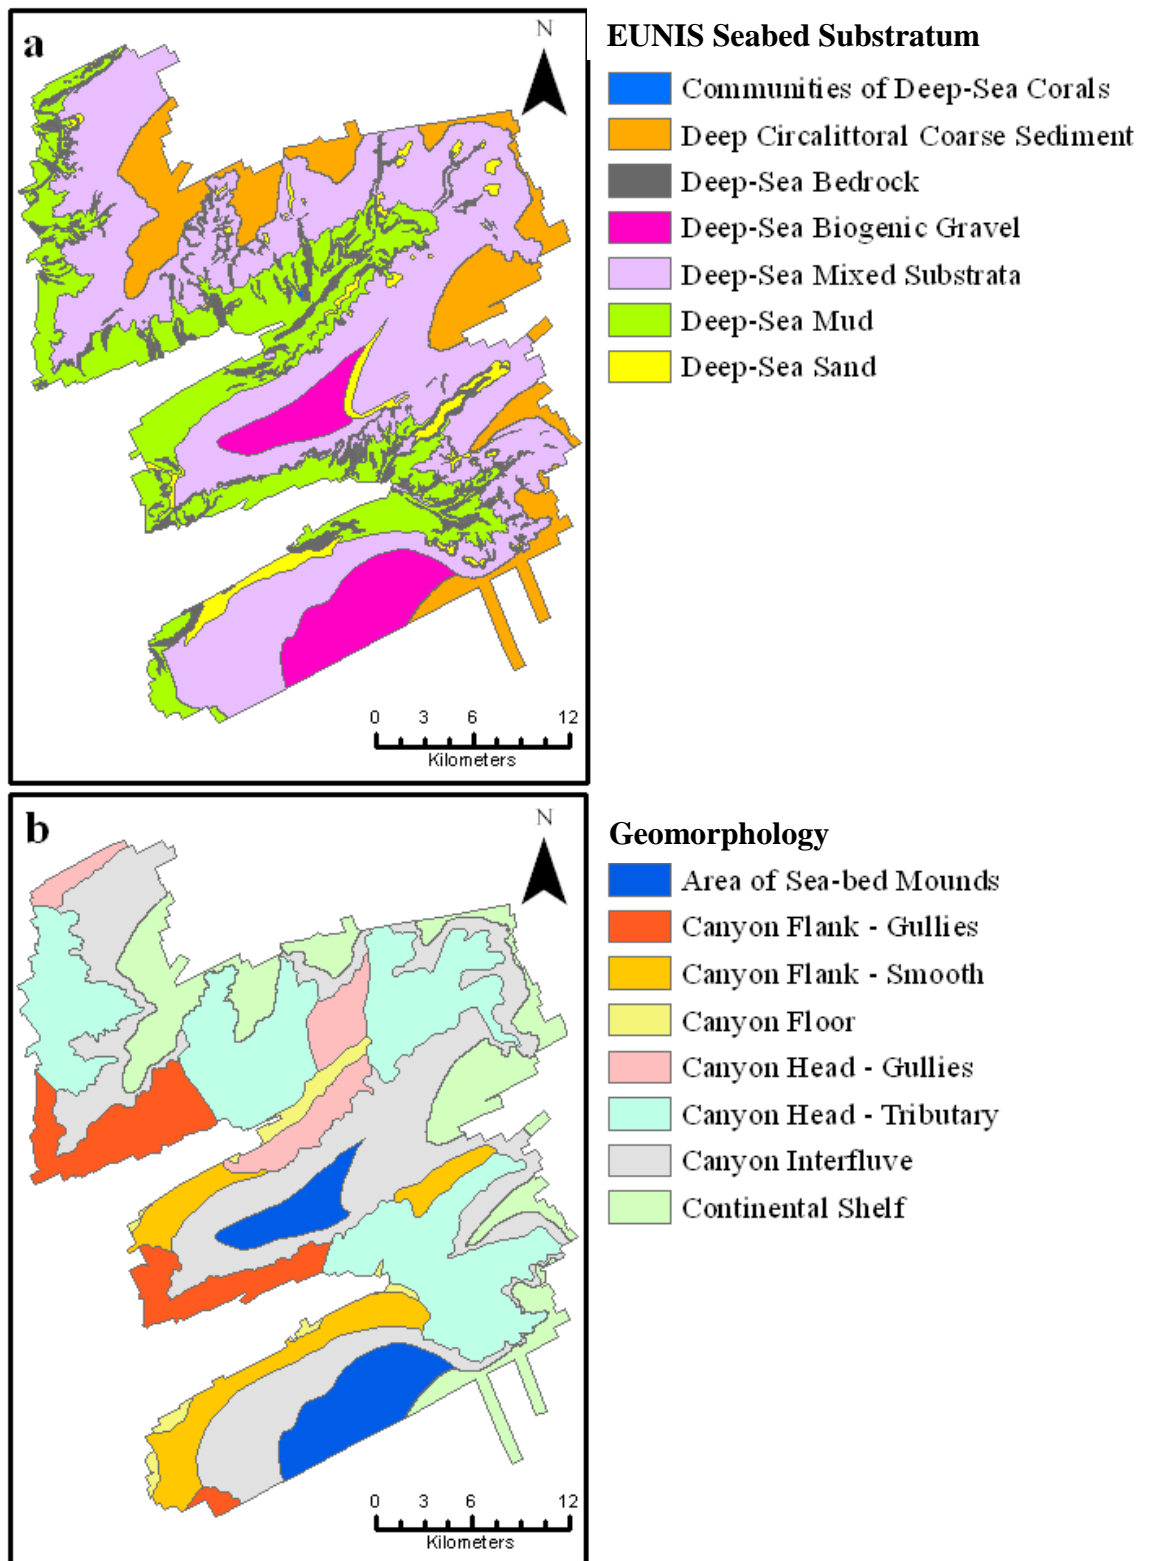 a
N
EUNIS Seabed Substratum
Communities of Deep-Sea Corals
Deep Circalittoral Coarse Sediment
Deep-Sea Bedrock
Deep-Sea Biogenic Gravel
Deep-Sea Mixed Substrata
Deep-Sea Mud
Deep-Sea Sand
0 3 6 12
Kilometers
b
N
Geomorphology
Area of Sea-bed Mounds
Canyon Flank - Gullies
Canyon Flank - Smooth
Canyon Floor
Canyon Head - Gullies
Canyon Head - Tributary
Canyon Interfluve
Continental Shelf
0 3 6 12
Kilometers